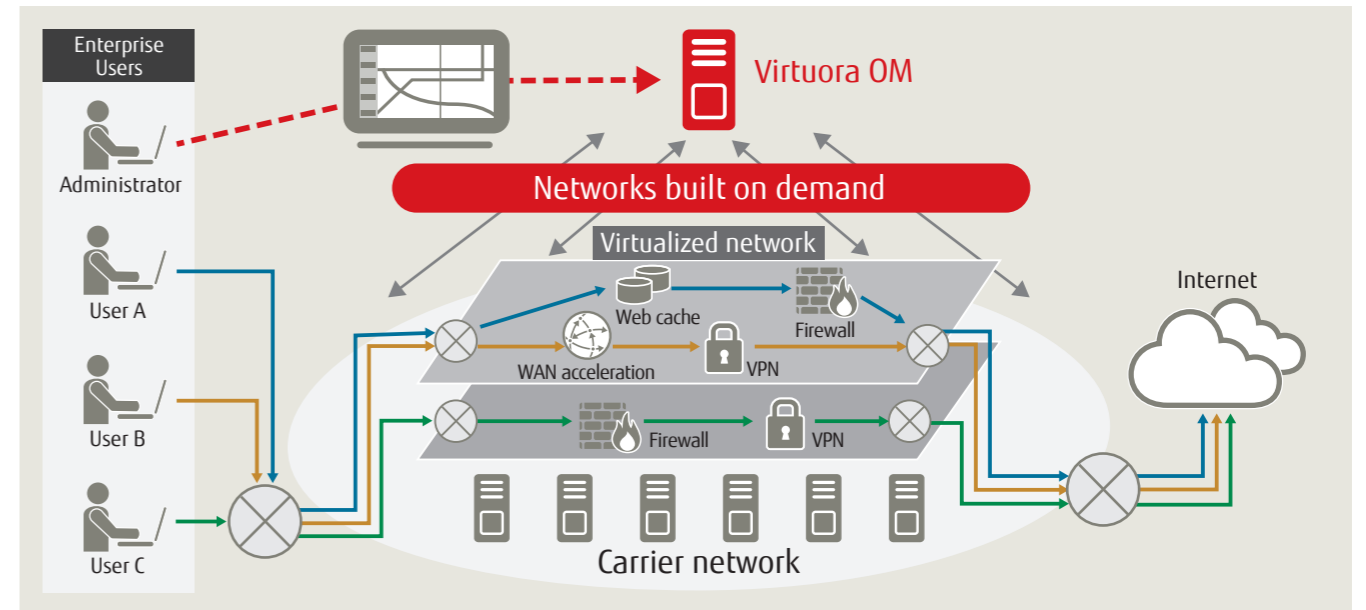 Enterprise
Users
Administrator
User A
User B
User C
Virtuora OM
Networks built on demand
Virtualized network
Web cache
Firewall
WAN acceleration
VPN
Firewall
VPN
Carrier network
Internet